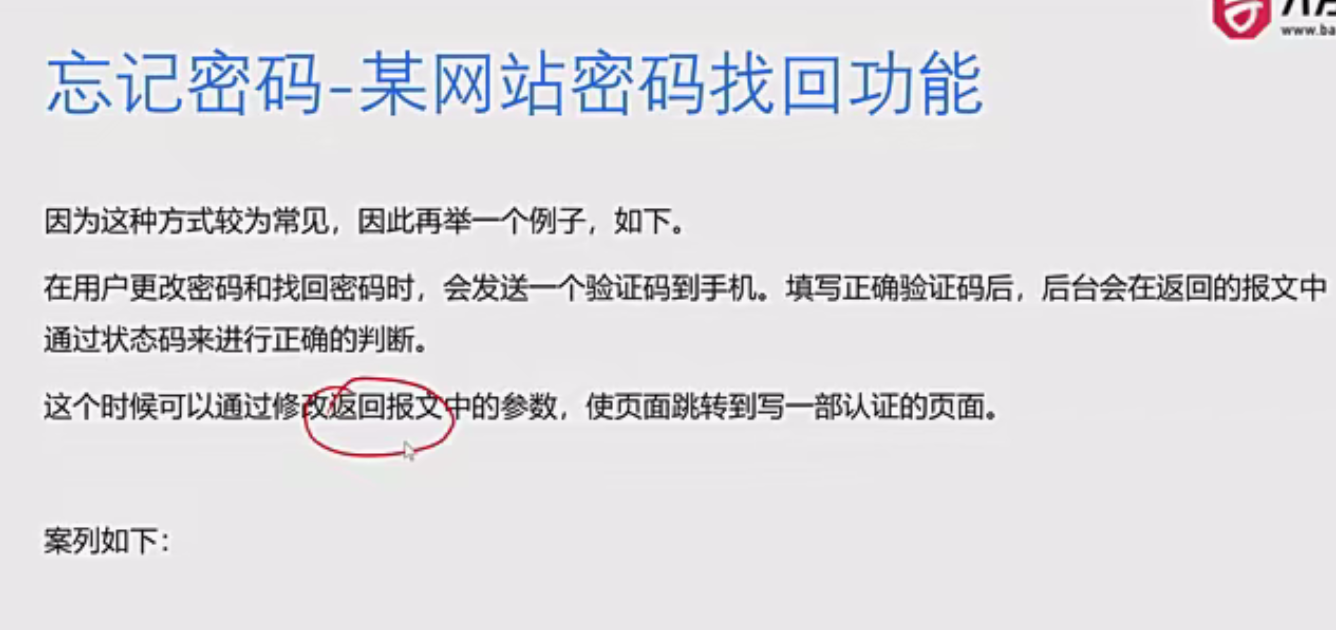 忘记密码-某网站密码找回功能
因为这种方式较为常见，因此再举一个例子，如下。
在用户更改密码和找回密码时，会发送一个验证码到手机。填写正确验证码后，后台会在返回的报文中
通过状态码来进行正确的判断。
这个时候可以通过修改返回报文中的参数，使页面跳转到写一部认证的页面。
案列如下：
www.ba